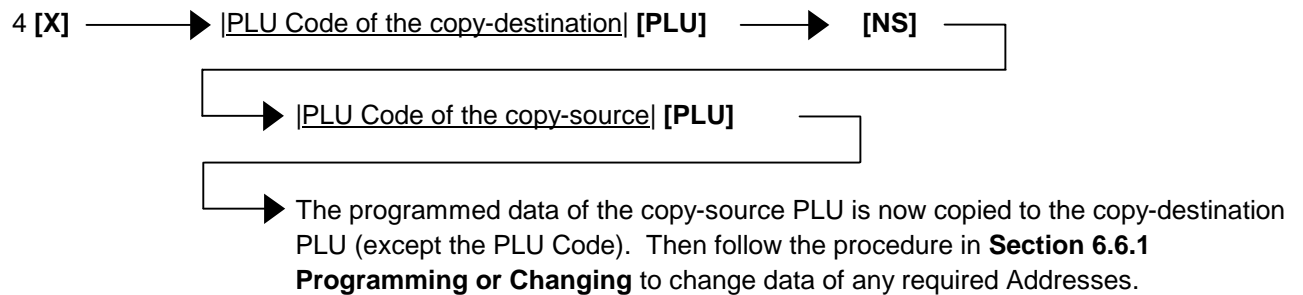 4 [X] |PLU Code of the copy-destination| [PLU] [NS]
|PLU Code of the copy-source| [PLU]
The programmed data of the copy-source PLU is now copied to the copy-destination
PLU (except the PLU Code). Then follow the procedure in Section 6.6.1
Programming or Changing to change data of any required Addresses.